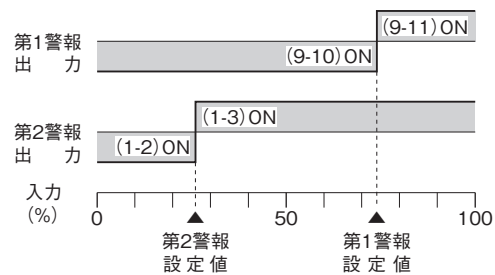 (9-11)ON
第1警報
出 力
(9-10)ON
(1-3)ON
第2警報
出 力
(1-2)ON
入力
(%)
0 50 100
第2警報
設定値
第1警報
設定値